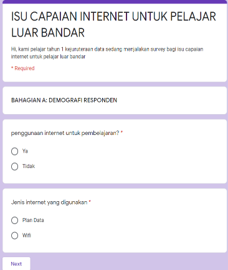 ISU CAPAIAN INTERNET UNTUK PELAJAR
LUAR BANDAR
Hi, kami pelajar tahun 1 kejuruteraan data sedang menjalakan survey bagi isu capaian
internet untuk pelajar luar bandar
* Required
BAHAGIAN A: DEMOGRAFI RESPONDEN
penggunaan internet untuk pembelajaran? *
Ya
Tidak
Jenis internet yang digunakan *
Plan Data
Wifi
Next